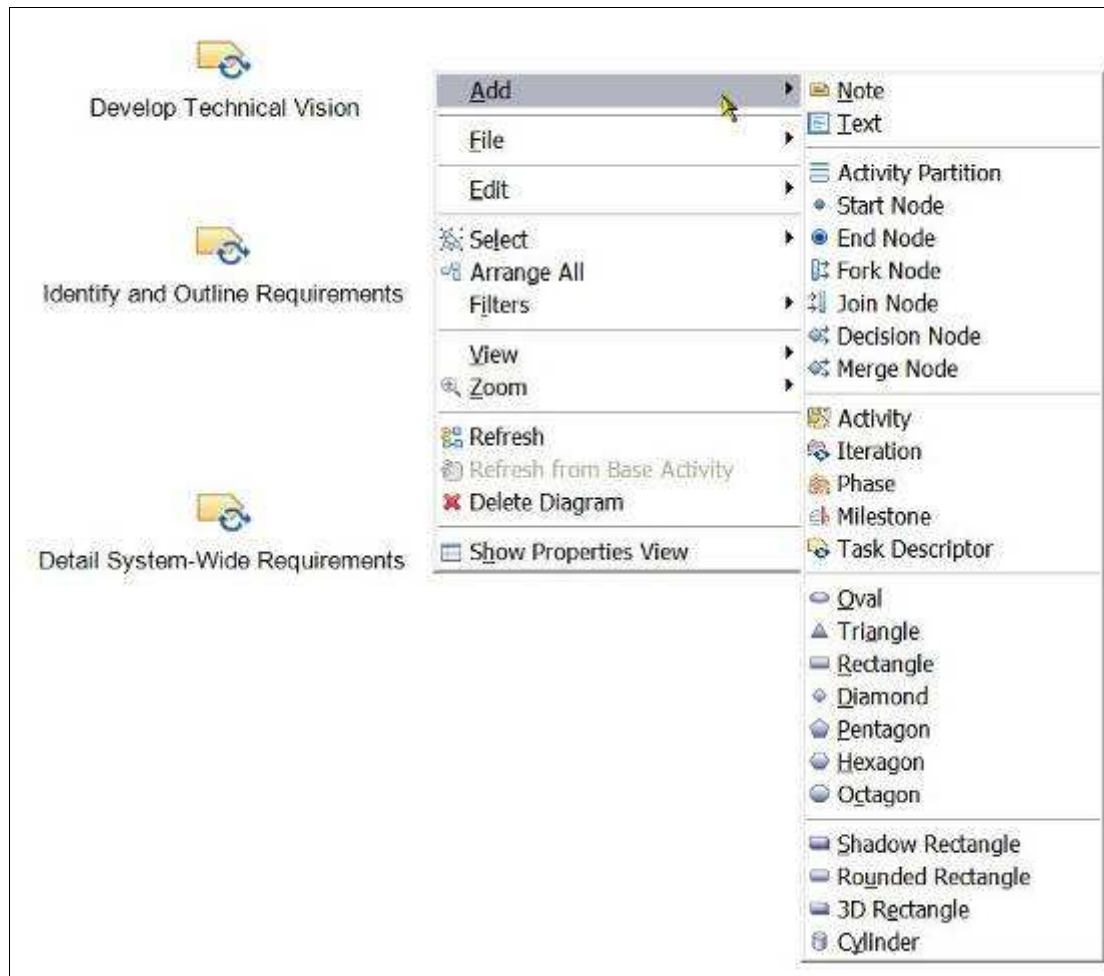 Develop Technical Vision
Identify and Outline Requirements
Detail System-Wide Requirements
Add
File
Edit
Select
Arrange All
Filters
View
Zoom
Refresh
Refresh from Base Activity
Delete Diagram
Show Properties View
Note
Text
Activity Partition
Start Node
End Node
Fork Node
Join Node
Decision Node
Merge Node
Activity
Iteration
Phase
Milestone
Task Descriptor
Oval
Triangle
Rectangle
Diamond
Pentagon
Hexagon
Octagon
Shadow Rectangle
Rounded Rectangle
3D Rectangle
Cylinder